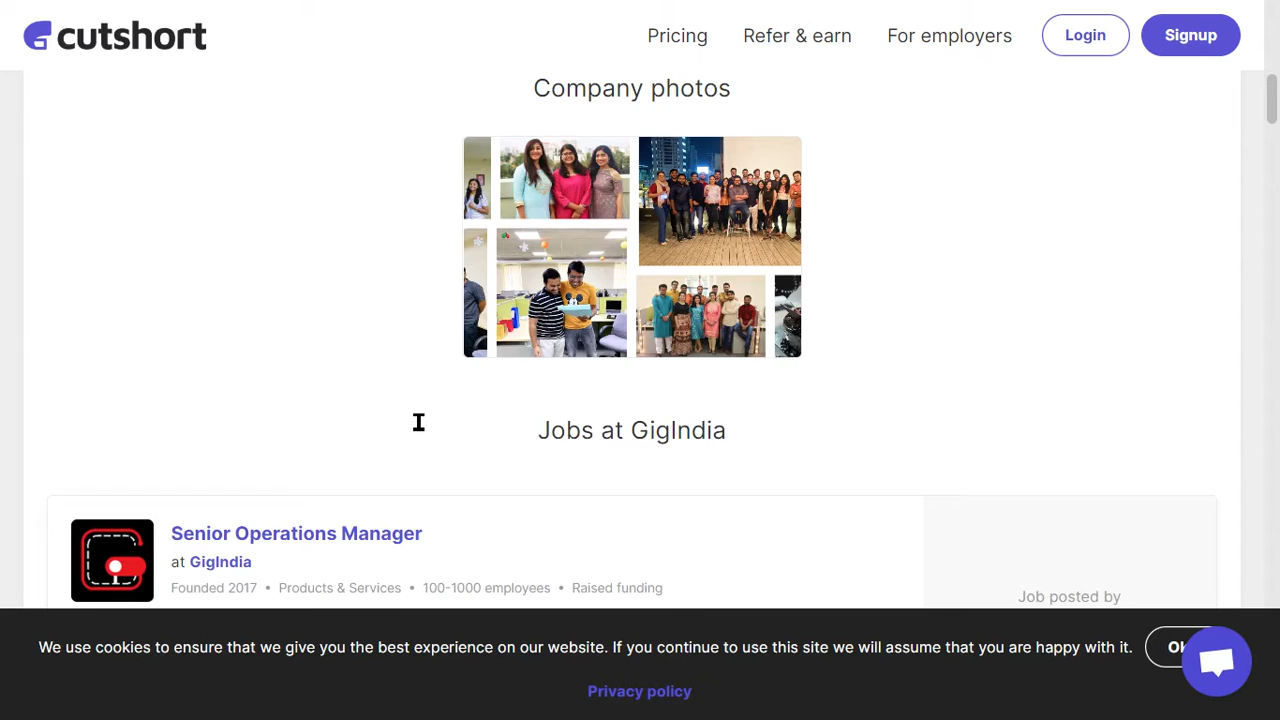 cutshort
Pricing
Refer & earn
For employers
Login
Signup
Company photos
Jobs at GigIndia
Senior Operations Manager
at GigIndia
Founded 2017 • Products & Services • 100-1000 employees • Raised funding
Job posted by
We use cookies to ensure that we give you the best experience on our website. If you continue to use this site we will assume that you are happy with it.
Privacy policy